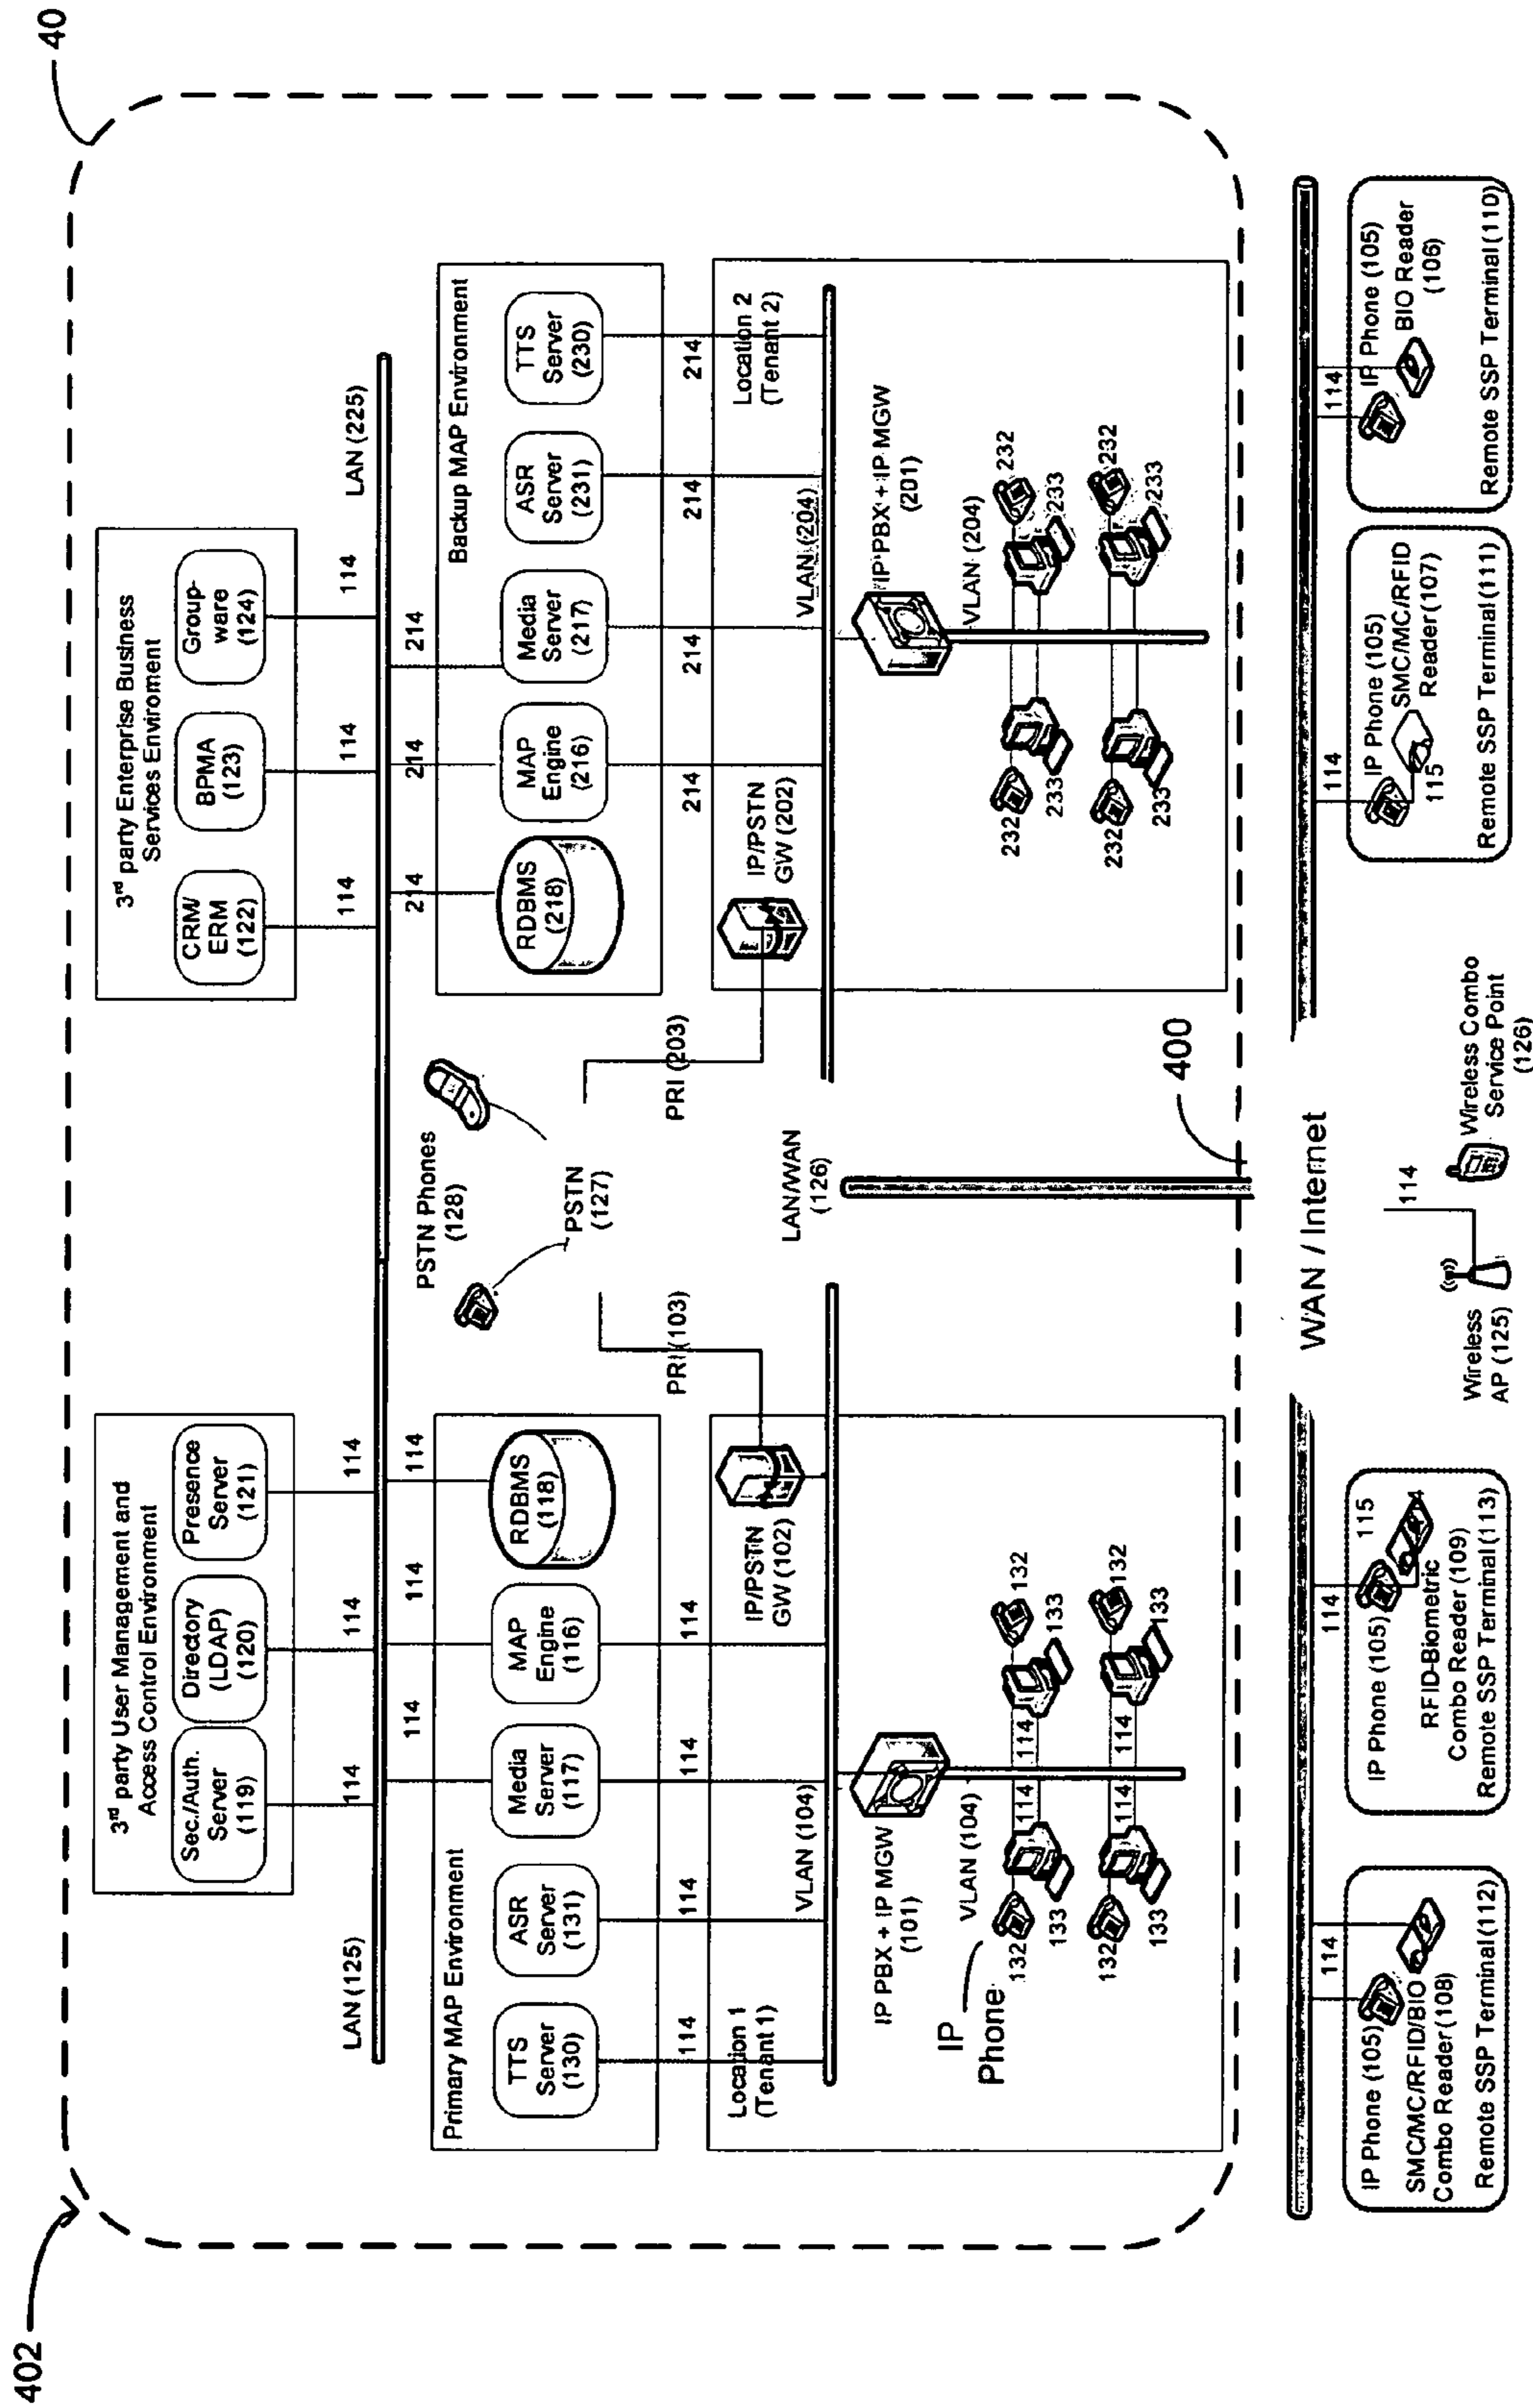 402
40
3rd party User Management and
Access Control Environment
Sec./Auth.
Server
(119)
Directory
(LDAP)
(120)
Presence
Server
(121)
3rd party Enterprise Business
Services Enviroment
CRM/
ERM
(122)
BPMA
(123)
Group-
ware
(124)
114
114
114
114
114
114
LAN (125)
LAN (225)
114
114
114
214
214
214
Primary MAP Environment
TTS
Server
(130)
ASR
Server
(131)
Media
Server
(117)
MAP
Engine
(116)
RDBMS
(118)
PSTN Phones
(128)
PSTN
(127)
Backup MAP Environment
RDBMS
(218)
MAP
Engine
(216)
Media
Server
(217)
ASR
Server
(231)
TTS
Server
(230)
114
114
114
114
PRI (103)
PRI (203)
214
214
214
214
Location 1
(Tenant 1)
IP/PSTN
GW (102)
IP/PSTN
GW (202)
Location 2
(Tenant 2)
VLAN (104)
LAN/WAN
(126)
VLAN (204)
IP PBX + IP MGW
(101)
IP PBX + IP MGW
(201)
VLAN (104)
VLAN (204)
IP
Phone
132
114
114
132
133
133
132
114
114
132
133
133
232
232
233
233
232
232
233
233
400
WAN / Internet
114
IP Phone (105)
SMC/MC/RFID/BIO
Combo Reader (108)
Remote SSP Terminal (112)
114
IP Phone (105)
115
RFID-Biometric
Combo Reader (109)
Remote SSP Terminal (113)
Wireless
AP (125)
114
Wireless Combo
Service Point
(126)
114
IP Phone (105)
115
SMC/MC/RFID
Reader (107)
Remote SSP Terminal (111)
114
IP Phone (105)
BIO Reader
(106)
Remote SSP Terminal (110)